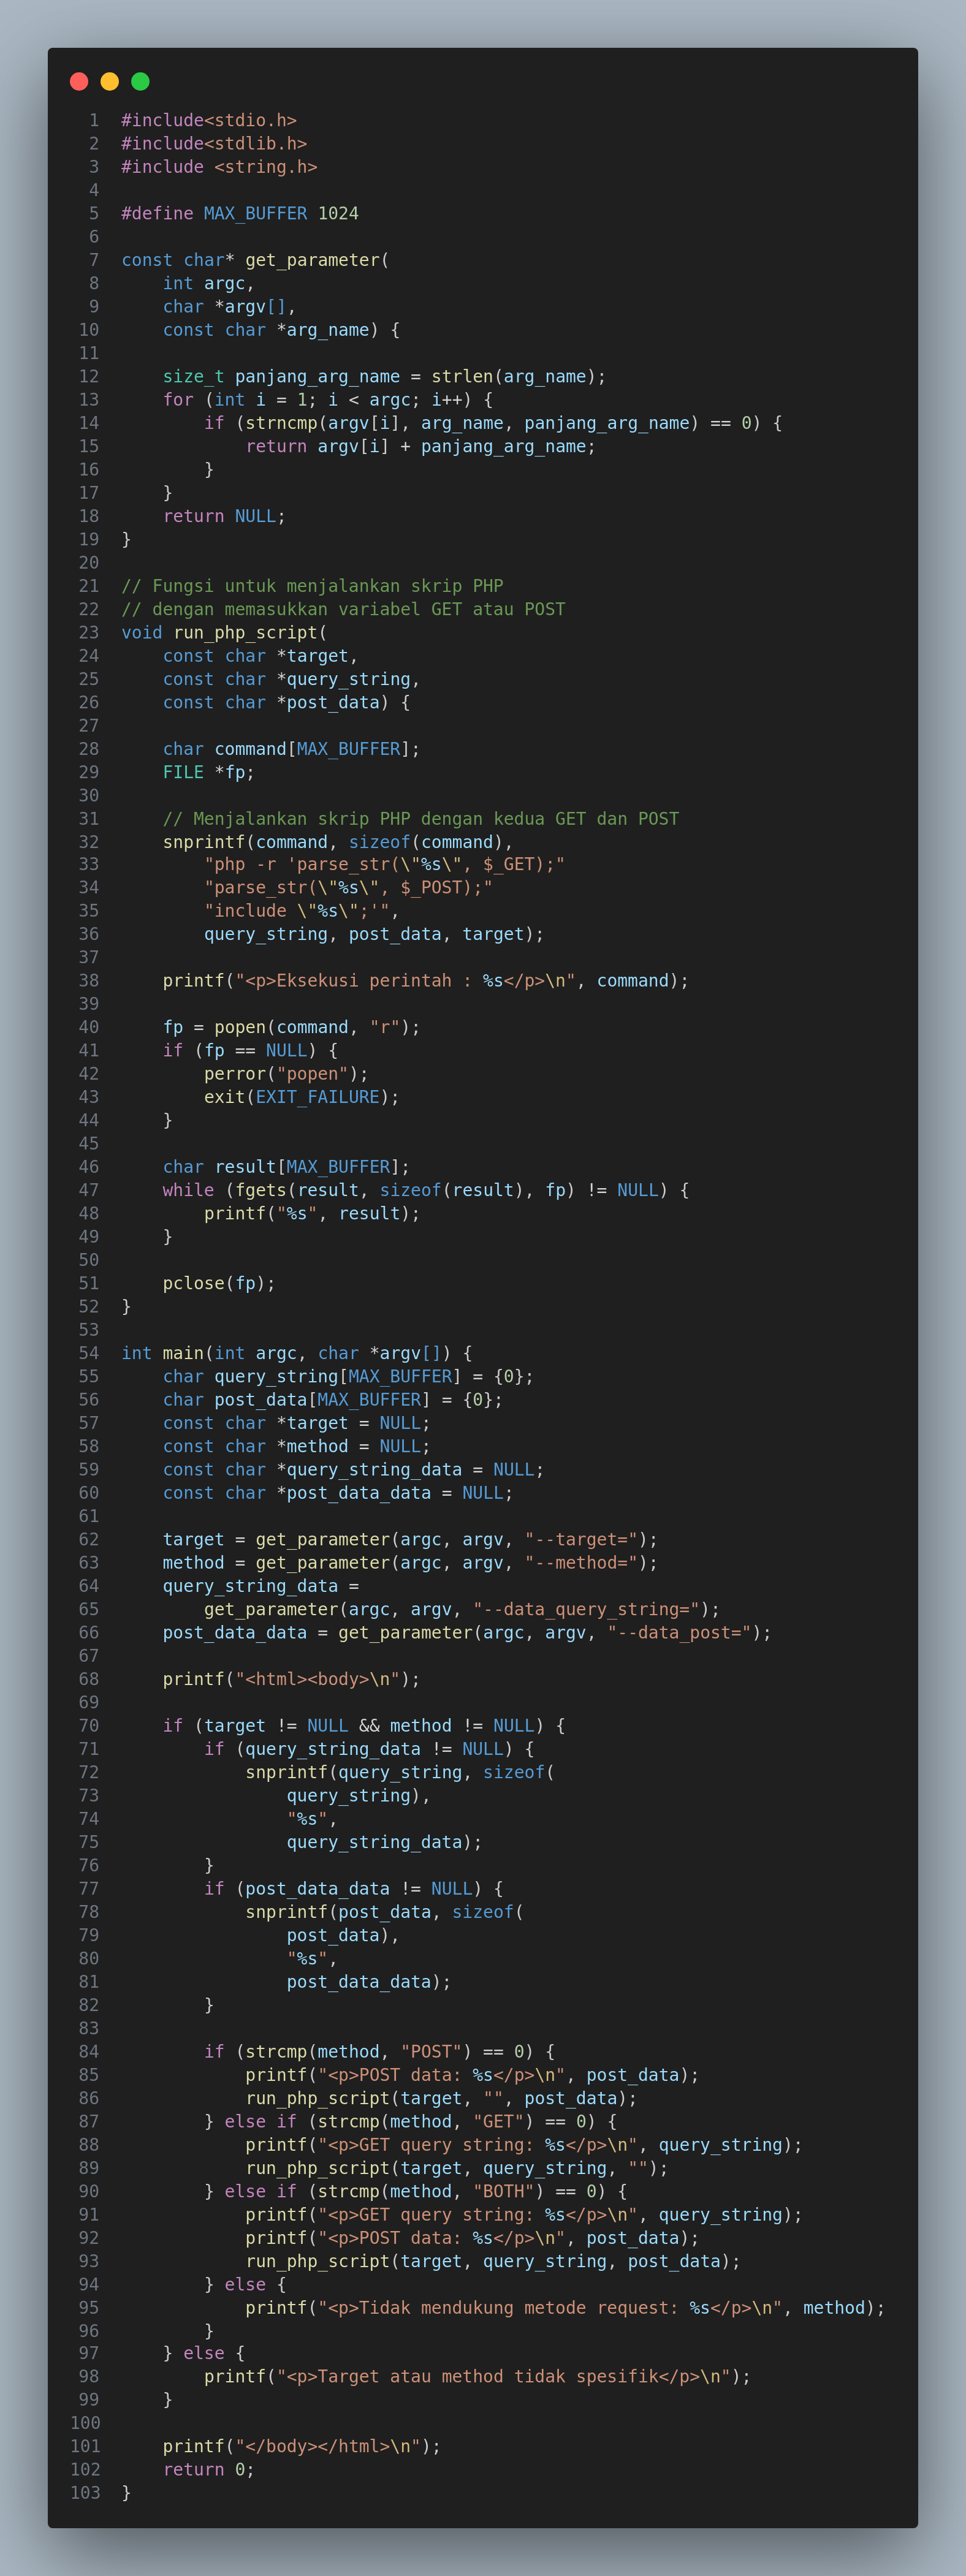 1 #include<stdio.h>
2 #include<stdlib.h>
3 #include <string.h>
4
5 #define MAX_BUFFER 1024
6
7 const char* get_parameter(
8     int argc,
9     char *argv[],
10     const char *arg_name) {
11
12     size_t panjang_arg_name = strlen(arg_name);
13     for (int i = 1; i < argc; i++) {
14         if (strncmp(argv[i], arg_name, panjang_arg_name) == 0) {
15             return argv[i] + panjang_arg_name;
16         }
17     }
18     return NULL;
19 }
20
21 // Fungsi untuk menjalankan skrip PHP
22 // dengan memasukkan variabel GET atau POST
23 void run_php_script(
24     const char *target,
25     const char *query_string,
26     const char *post_data) {
27
28     char command[MAX_BUFFER];
29     FILE *fp;
30
31     // Menjalankan skrip PHP dengan kedua GET dan POST
32     snprintf(command, sizeof(command),
33         "php -r 'parse_str(\"%s\", $_GET);"
34         "parse_str(\"%s\", $_POST);"
35         "include \"%s\";'",
36         query_string, post_data, target);
37
38     printf("<p>Eksekusi perintah : %s</p>\n", command);
39
40     fp = popen(command, "r");
41     if (fp == NULL) {
42         perror("popen");
43         exit(EXIT_FAILURE);
44     }
45
46     char result[MAX_BUFFER];
47     while (fgets(result, sizeof(result), fp) != NULL) {
48         printf("%s", result);
49     }
50
51     pclose(fp);
52 }
53
54 int main(int argc, char *argv[]) {
55     char query_string[MAX_BUFFER] = {0};
56     char post_data[MAX_BUFFER] = {0};
57     const char *target = NULL;
58     const char *method = NULL;
59     const char *query_string_data = NULL;
60     const char *post_data_data = NULL;
61
62     target = get_parameter(argc, argv, "--target=");
63     method = get_parameter(argc, argv, "--method=");
64     query_string_data =
65         get_parameter(argc, argv, "--data_query_string=");
66     post_data_data = get_parameter(argc, argv, "--data_post=");
67
68     printf("<html><body>\n");
69
70     if (target != NULL && method != NULL) {
71         if (query_string_data != NULL) {
72             snprintf(query_string, sizeof(
73                 query_string),
74                 "%s",
75                 query_string_data);
76         }
77         if (post_data_data != NULL) {
78             snprintf(post_data, sizeof(
79                 post_data),
80                 "%s",
81                 post_data_data);
82         }
83
84         if (strcmp(method, "POST") == 0) {
85             printf("<p>POST data: %s</p>\n", post_data);
86             run_php_script(target, "", post_data);
87         } else if (strcmp(method, "GET") == 0) {
88             printf("<p>GET query string: %s</p>\n", query_string);
89             run_php_script(target, query_string, "");
90         } else if (strcmp(method, "BOTH") == 0) {
91             printf("<p>GET query string: %s</p>\n", query_string);
92             printf("<p>POST data: %s</p>\n", post_data);
93             run_php_script(target, query_string, post_data);
94         } else {
95             printf("<p>Tidak mendukung metode request: %s</p>\n", method);
96         }
97     } else {
98         printf("<p>Target atau method tidak spesifik</p>\n");
99     }
100
101     printf("</body></html>\n");
102     return 0;
103 }